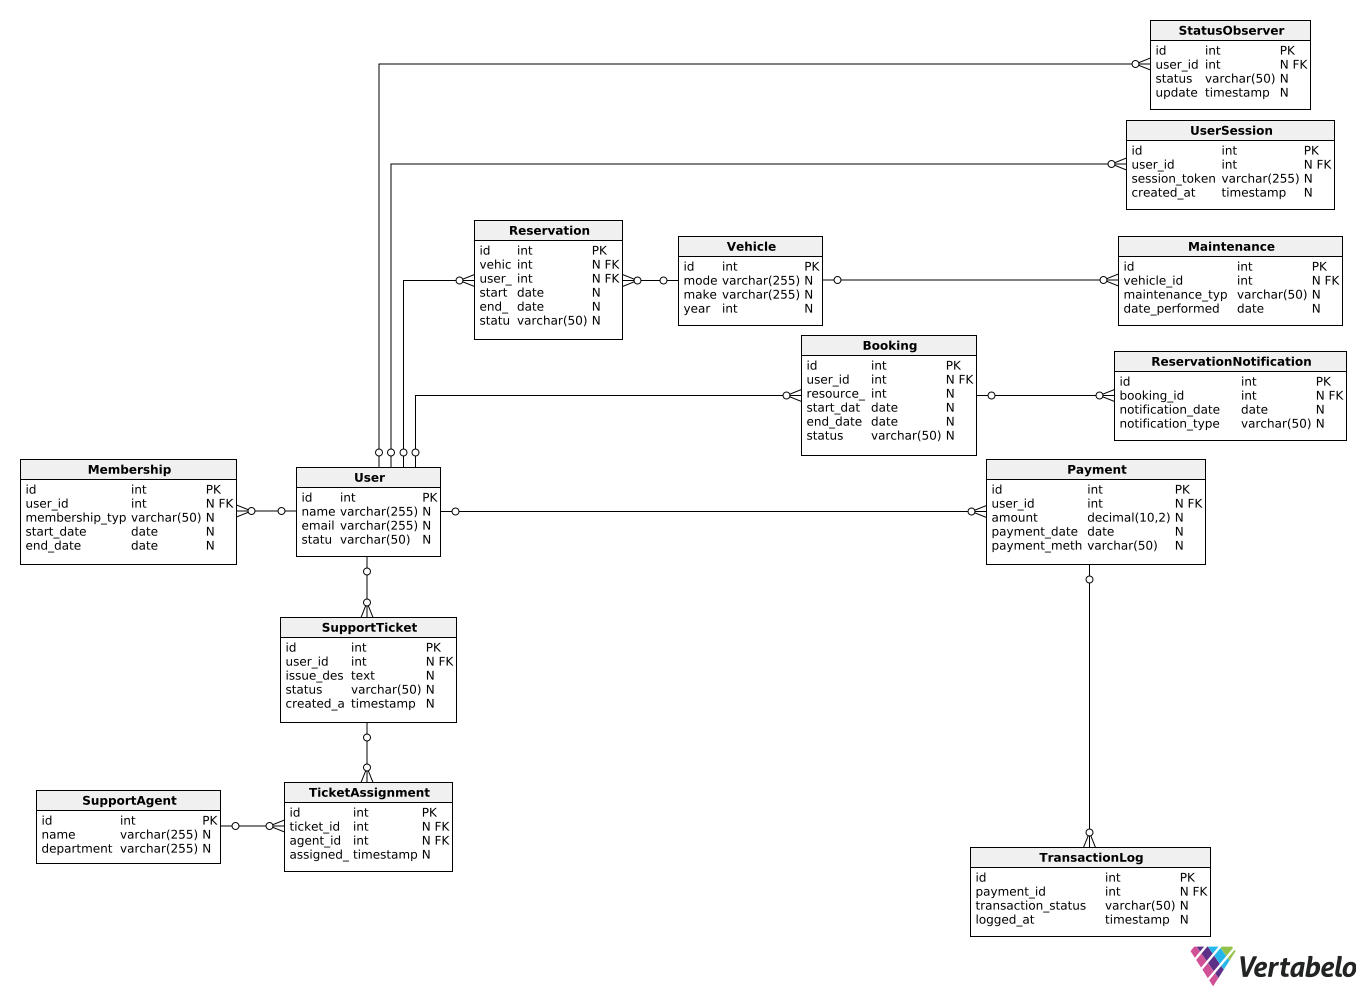 StatusObserver
id int PK
user_id int N FK
status varchar(50) N
update timestamp N
UserSession
id int PK
user_id int N FK
session_token varchar(255) N
created_at timestamp N
Reservation
id int PK
vehic int N FK
user_ int N FK
start date N
end_ date N
statu varchar(50) N
Vehicle
id int PK
mode varchar(255) N
make varchar(255) N
year int N
Maintenance
id int PK
vehicle_id int N FK
maintenance_typ varchar(50) N
date_performed date N
Booking
id int PK
user_id int N FK
resource_ int N
start_dat date N
end_date date N
status varchar(50) N
ReservationNotification
id int PK
booking_id int N FK
notification_date date N
notification_type varchar(50) N
Membership
id int PK
user_id int N FK
membership_typ varchar(50) N
start_date date N
end_date date N
User
id int PK
name varchar(255) N
email varchar(255) N
statu varchar(50) N
Payment
id int PK
user_id int N FK
amount decimal(10,2) N
payment_date date N
payment_meth varchar(50) N
SupportTicket
id int PK
user_id int N FK
issue_des text N
status varchar(50) N
created_a timestamp N
SupportAgent
id int PK
name varchar(255) N
department varchar(255) N
TicketAssignment
id int PK
ticket_id int N FK
agent_id int N FK
assigned_ timestamp N
TransactionLog
id int PK
payment_id int N FK
transaction_status varchar(50) N
logged_at timestamp N
Vertabelo